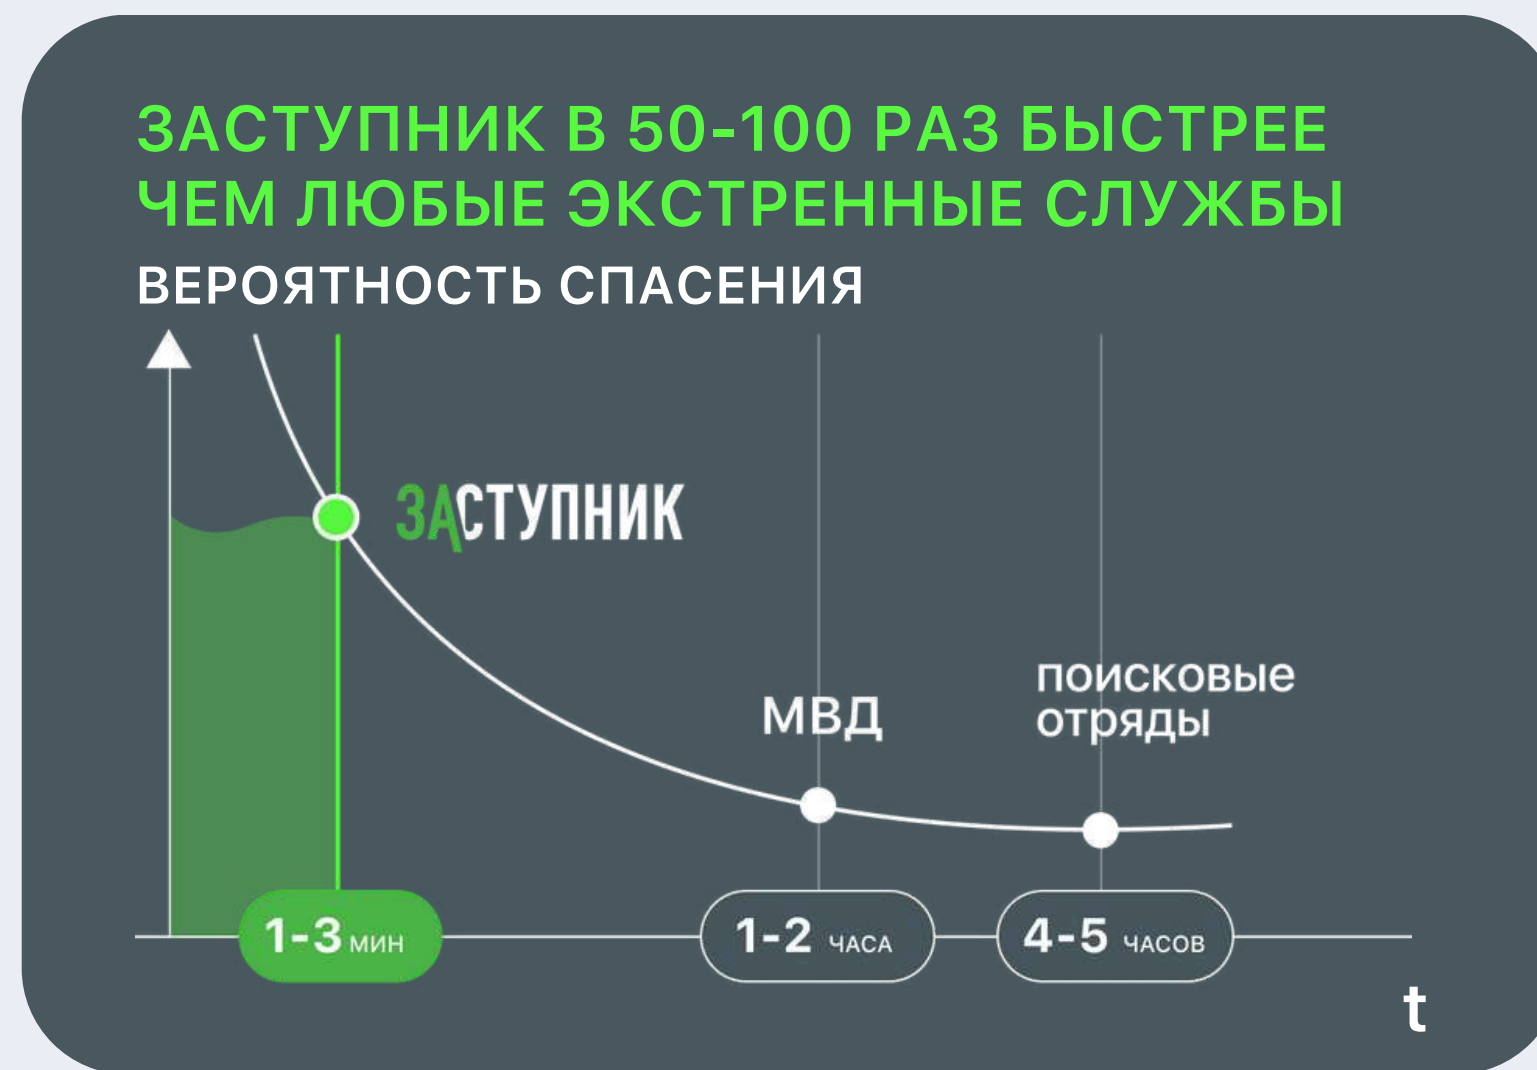 ЗАСТУПНИК В 50-100 РАЗ БЫСТРЕЕ
ЧЕМ ЛЮБЫЕ ЭКСТРЕННЫЕ СЛУЖБЫ
ВЕРОЯТНОСТЬ СПАСЕНИЯ
ЗАСТУПНИК
МВД
поисковые
отряды
1-3 МИН
1-2 ЧАСА
4-5 ЧАСОВ
t